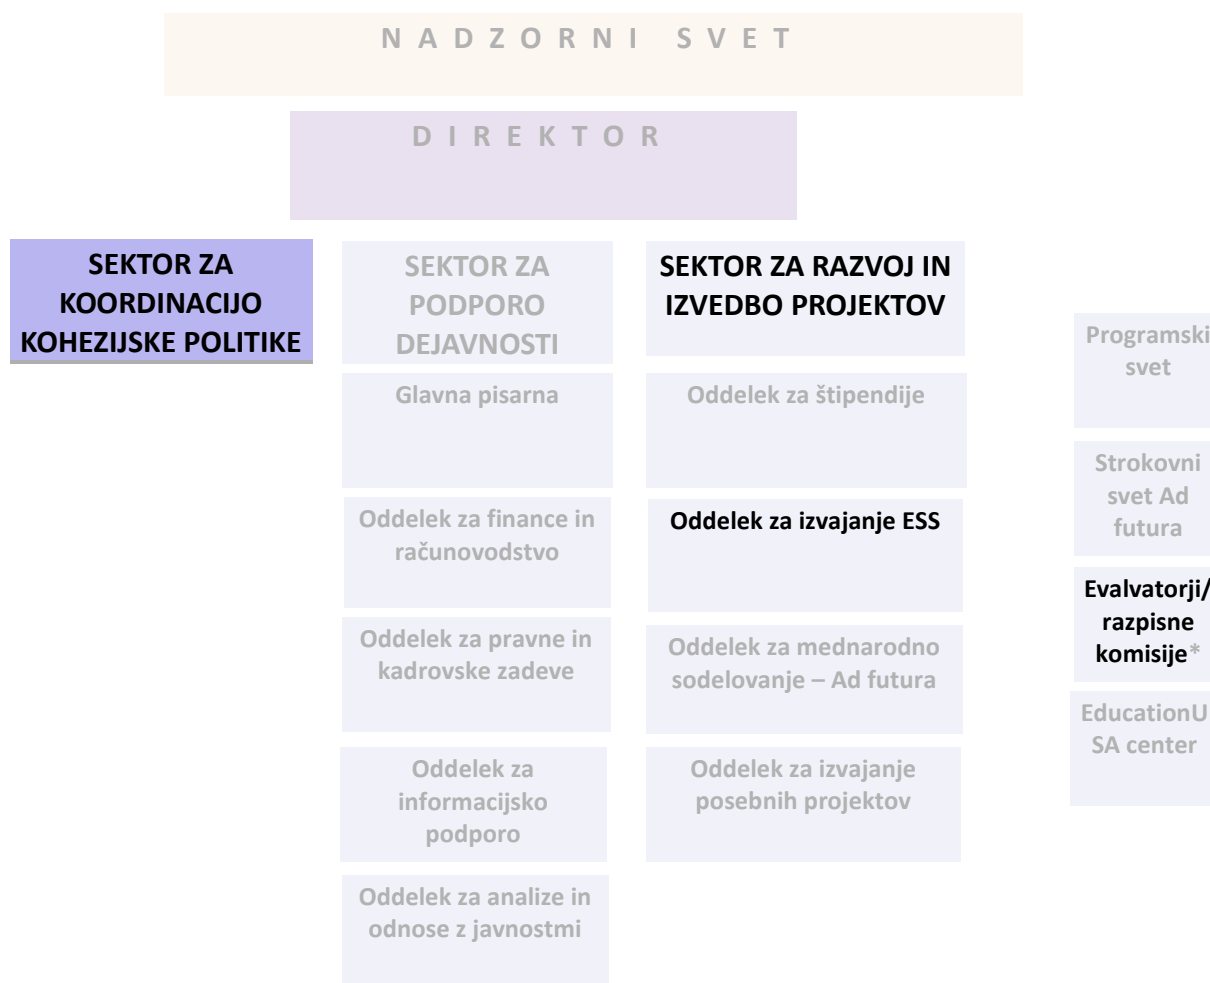 NADZORNI SVET
DIREKTOR
SEKTOR ZA
KOORDINACIJO
KOHEZIJSKE POLITIKE
SEKTOR ZA
PODPORO
DEJAVNOSTI
Glavna pisarna
Oddelek za finance in
računovodstvo
Oddelek za pravne in
kadrovske zadeve
Oddelek za
informacijsko
podporo
Oddelek za analize in
odnose z javnostmi
SEKTOR ZA RAZVOJ IN
IZVEDBO PROJEKTOV
Oddelek za štipendije
Oddelek za izvajanje ESS
Oddelek za mednarodno
sodelovanje – Ad futura
Oddelek za izvajanje
posebnih projektov
Programski
svet
Strokovni
svet Ad
futura
Evalvatorji/
razpisne
komisije*
EducationU
SA center